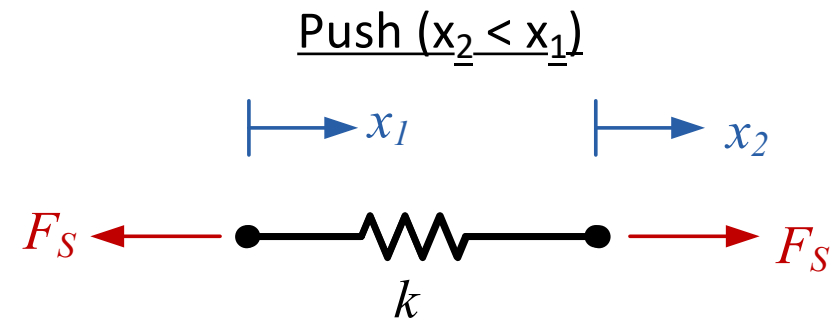 Push (x2 < x1)
x1
x2
FS
FS
k